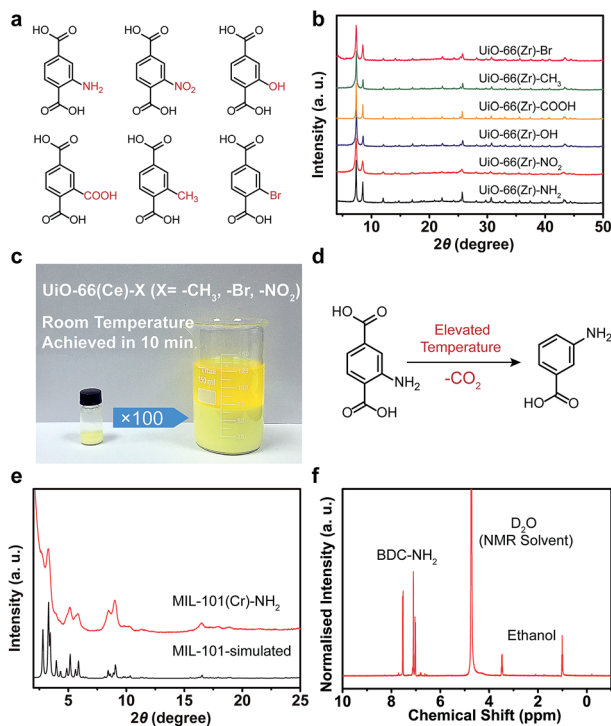 a
HO
O
NH2
O
OH
HO
O
NO2
O
OH
HO
O
OH
O
OH
HO
O
COOH
O
OH
HO
O
CH3
O
OH
HO
O
Br
O
OH
b
Intensity (a. u.)
UiO-66(Zr)-Br
UiO-66(Zr)-CH3
UiO-66(Zr)-COOH
UiO-66(Zr)-OH
UiO-66(Zr)-NO2
UiO-66(Zr)-NH2
10 20 30 40 50
2θ (degree)
c
UiO-66(Ce)-X (X= -CH3, -Br, -NO2)
Room Temperature
Achieved in 10 min
×100
d
HO
O
NH2
O
OH
Elevated
Temperature
-CO2
NH2
HO
O
e
Intensity (a. u.)
MIL-101(Cr)-NH2
MIL-101-simulated
5 10 15 20 25
2θ (degree)
f
Normalised Intensity (a. u.)
D2O
(NMR Solvent)
BDC-NH2
Ethanol
10 8 6 4 2 0
Chemical Shift (ppm)